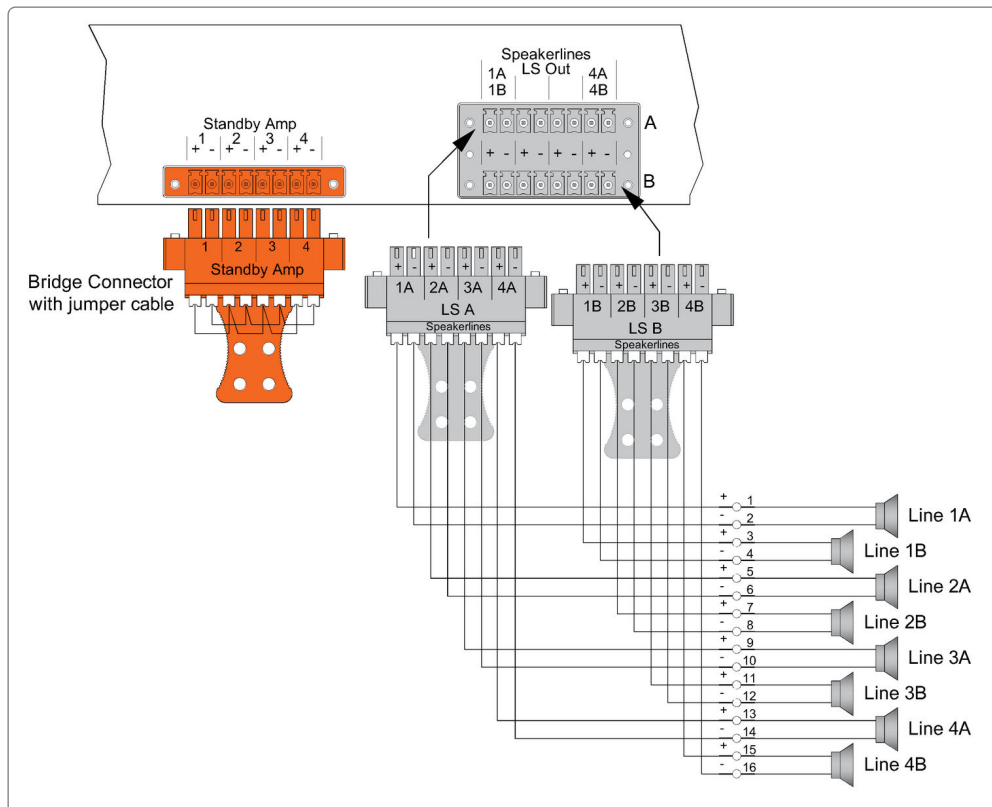 Speakerlines
LS Out
1A 4A
1B 4B
Standby Amp
1 2 3 4
+ - + - + - + -
A
+ - + - + - + -
B
1 2 3 4
Standby Amp
Bridge Connector
with jumper cable
+ - + - + - + -
1A 2A 3A 4A
LS A
Speakerlines
+ - + - + - + -
1B 2B 3B 4B
LS B
Speakerlines
+ 1
- 2
Line 1A
+ 3
- 4
Line 1B
+ 5
- 6
Line 2A
+ 7
- 8
Line 2B
+ 9
- 10
Line 3A
+ 11
- 12
Line 3B
+ 13
- 14
Line 4A
+ 15
- 16
Line 4B